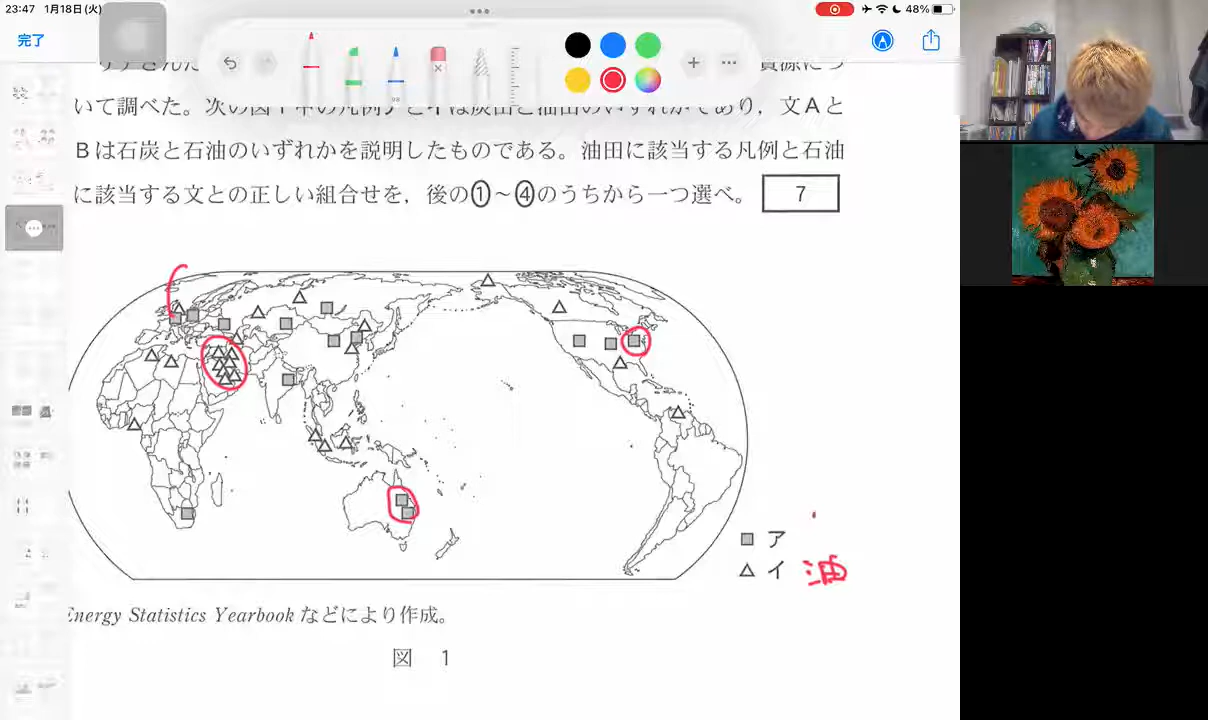 23:47 1月18日(火)
48%
完了
いて調べた。次の図1中の凡例アとイは炭田と油田のいずれかであり，文Aと
Bは石炭と石油のいずれかを説明したものである。油田に該当する凡例と石油
に該当する文との正しい組合せを，後の①～④のうちから一つ選べ。 7
ア
イ 油
Energy Statistics Yearbook などにより作成。
図 1